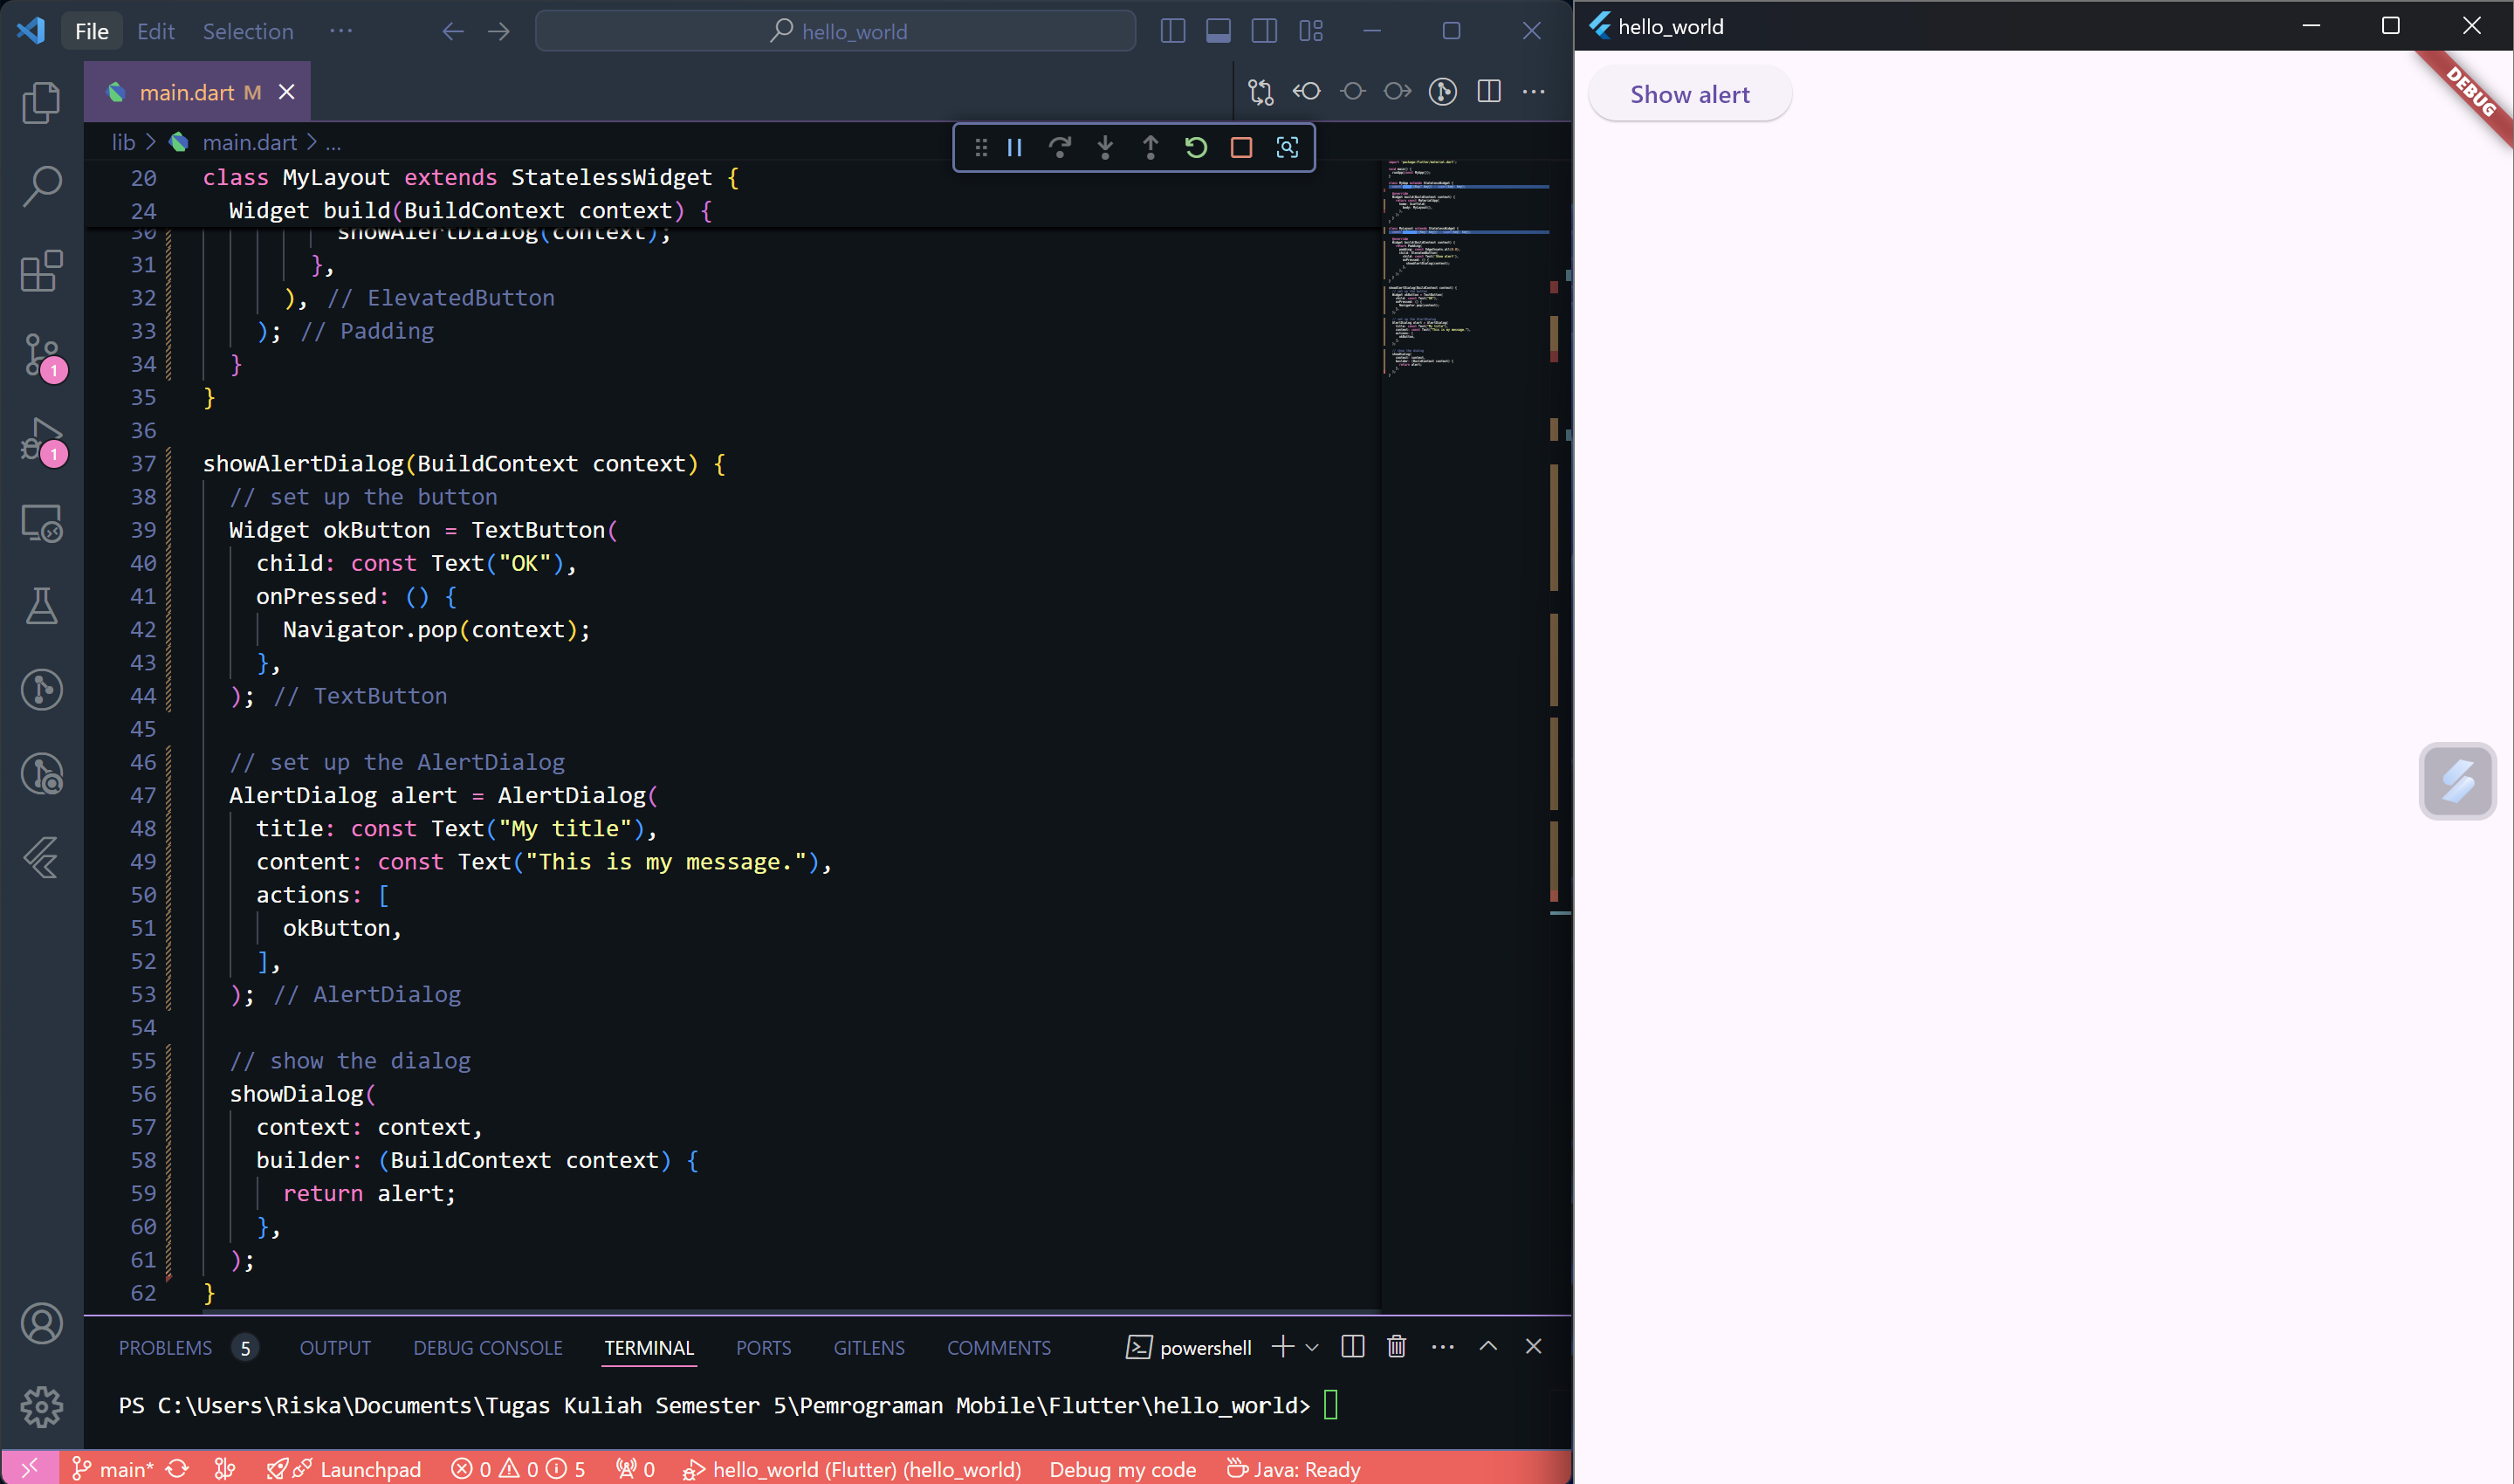 File Edit Selection ··· hello_world
main.dart M
lib > main.dart > ...
20 class MyLayout extends StatelessWidget {
24 Widget build(BuildContext context) {
30 showAlertDialog(context);
31 },
32 ), // ElevatedButton
33 ); // Padding
34 }
35 }
36
37 showAlertDialog(BuildContext context) {
38 // set up the button
39 Widget okButton = TextButton(
40 child: const Text("OK"),
41 onPressed: () {
42 Navigator.pop(context);
43 },
44 ); // TextButton
45
46 // set up the AlertDialog
47 AlertDialog alert = AlertDialog(
48 title: const Text("My title"),
49 content: const Text("This is my message."),
50 actions: [
51 okButton,
52 ],
53 ); // AlertDialog
54
55 // show the dialog
56 showDialog(
57 context: context,
58 builder: (BuildContext context) {
59 return alert;
60 },
61 );
62 }
1
1
PROBLEMS 5 OUTPUT DEBUG CONSOLE TERMINAL PORTS GITLENS COMMENTS powershell
PS C:\Users\Riska\Documents\Tugas Kuliah Semester 5\Pemrograman Mobile\Flutter\hello_world>
main* Launchpad 0 0 5 0 hello_world (Flutter) (hello_world) Debug my code Java: Ready
hello_world
Show alert
DEBUG